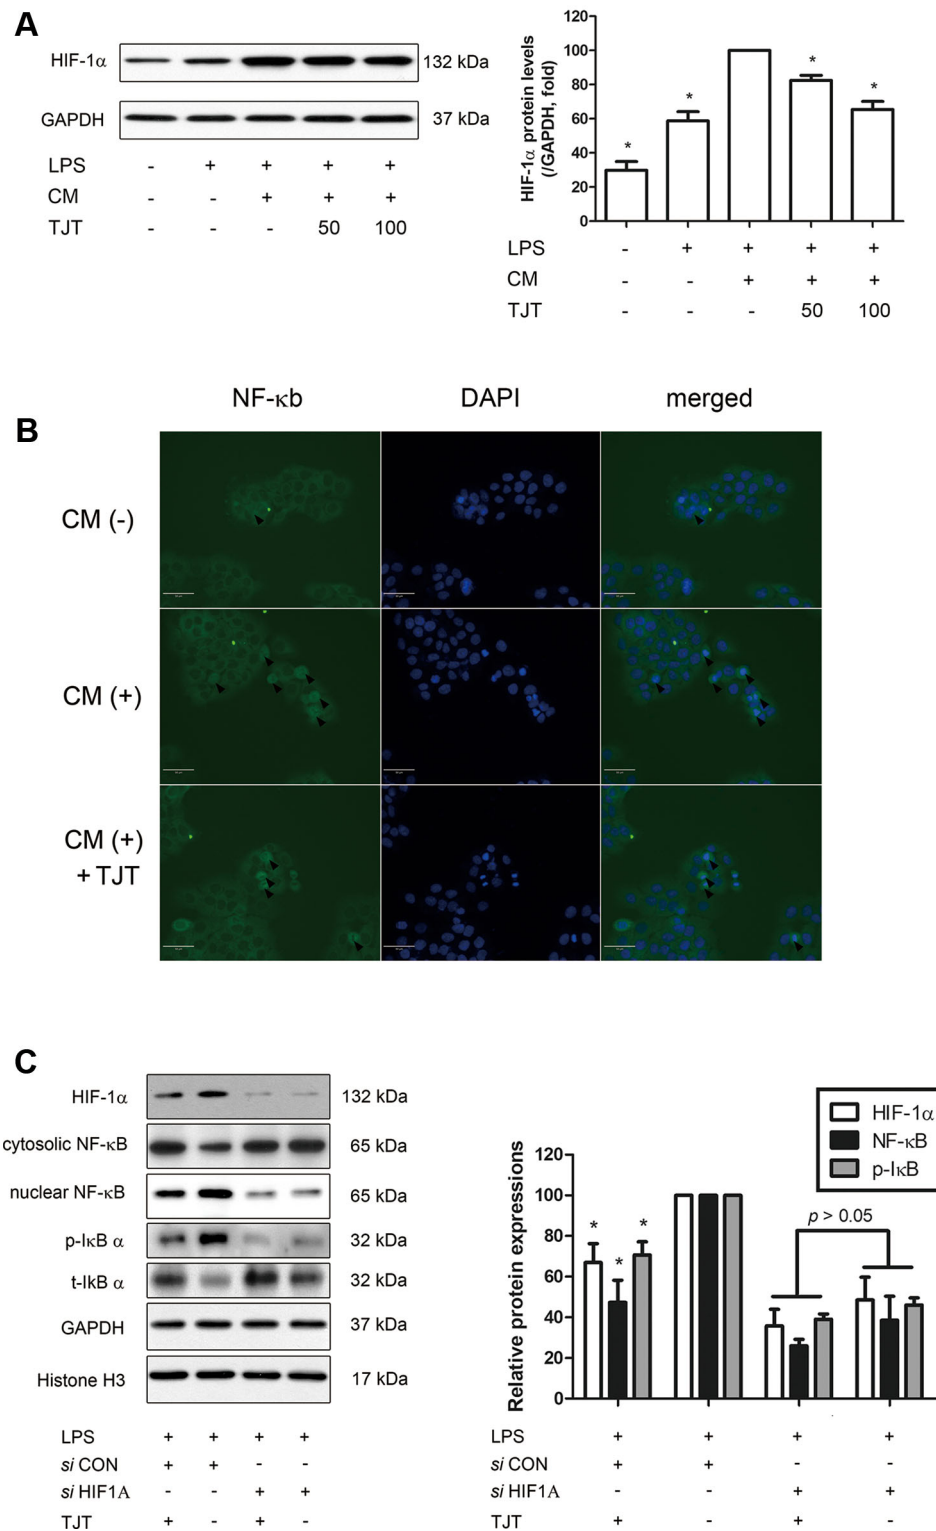 A
HIF-1α
132 kDa
GAPDH
37 kDa
LPS - + + + +
CM - - + + +
TJT - - - 50 100
HIF-1α protein levels
(/GAPDH, fold)
120
100
80
60
40
20
0
* * * *
LPS - + + + +
CM - - + + +
TJT - - - 50 100
NF-κb DAPI merged
B
CM (-)
CM (+)
CM (+)
+ TJT
C
HIF-1α 132 kDa
cytosolic NF-κB 65 kDa
nuclear NF-κB 65 kDa
p-IκB α 32 kDa
t-IkB α 32 kDa
GAPDH 37 kDa
Histone H3 17 kDa
LPS + + + +
si CON + + - -
si HIF1A - - + +
TJT + - + -
HIF-1α
NF-κB
p-IκB
Relative protein expressions
120
100
80
60
40
20
0
* * *
p > 0.05
LPS + + + +
si CON + + - -
si HIF1A - - + +
TJT + - + -